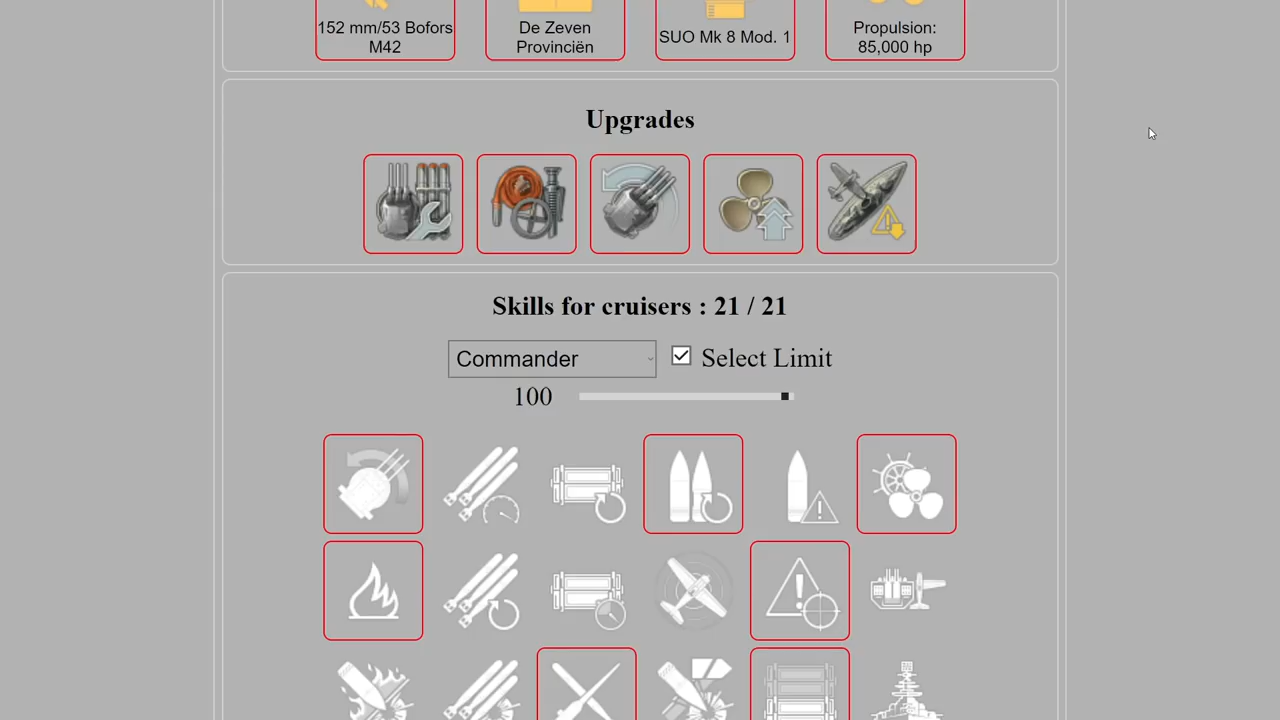 152 mm/53 Bofors M42
De Zeven Provinciën
SUO Mk 8 Mod. 1
Propulsion: 85,000 hp
Upgrades
Skills for cruisers : 21 / 21
Commander
Select Limit
100